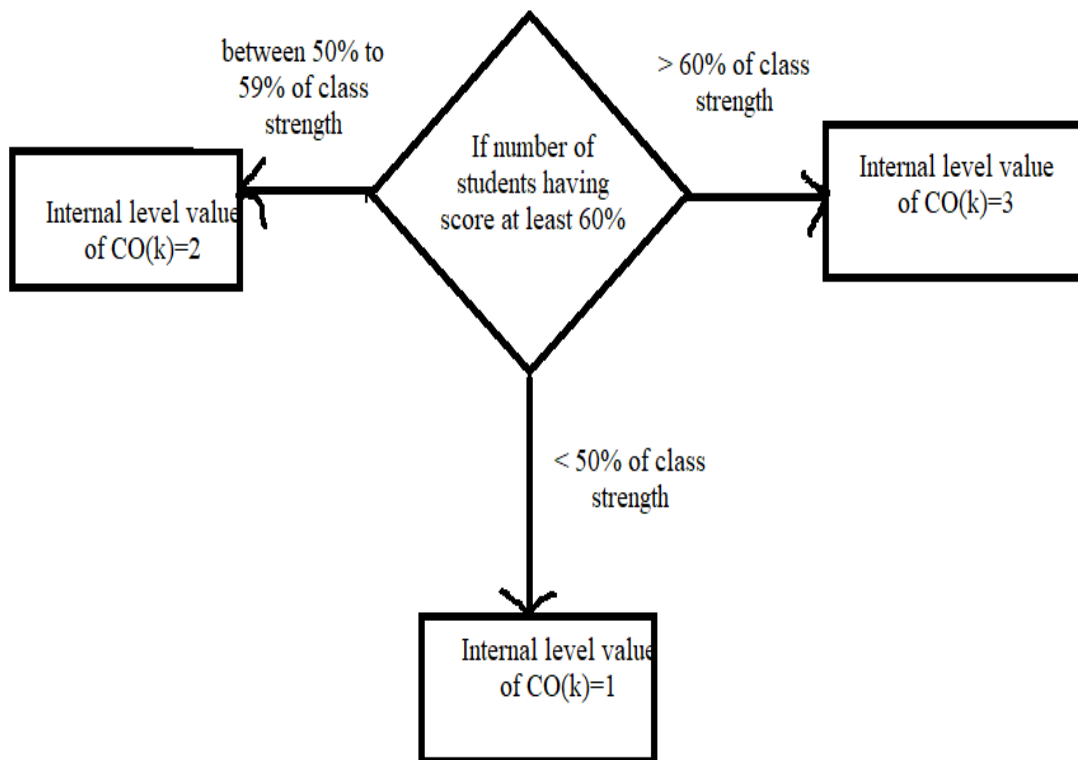 between 50% to
59% of class
strength
> 60% of class
strength
If number of
students having
score at least 60%
Internal level value
of CO(k)=2
Internal level value
of CO(k)=3
< 50% of class
strength
Internal level value
of CO(k)=1